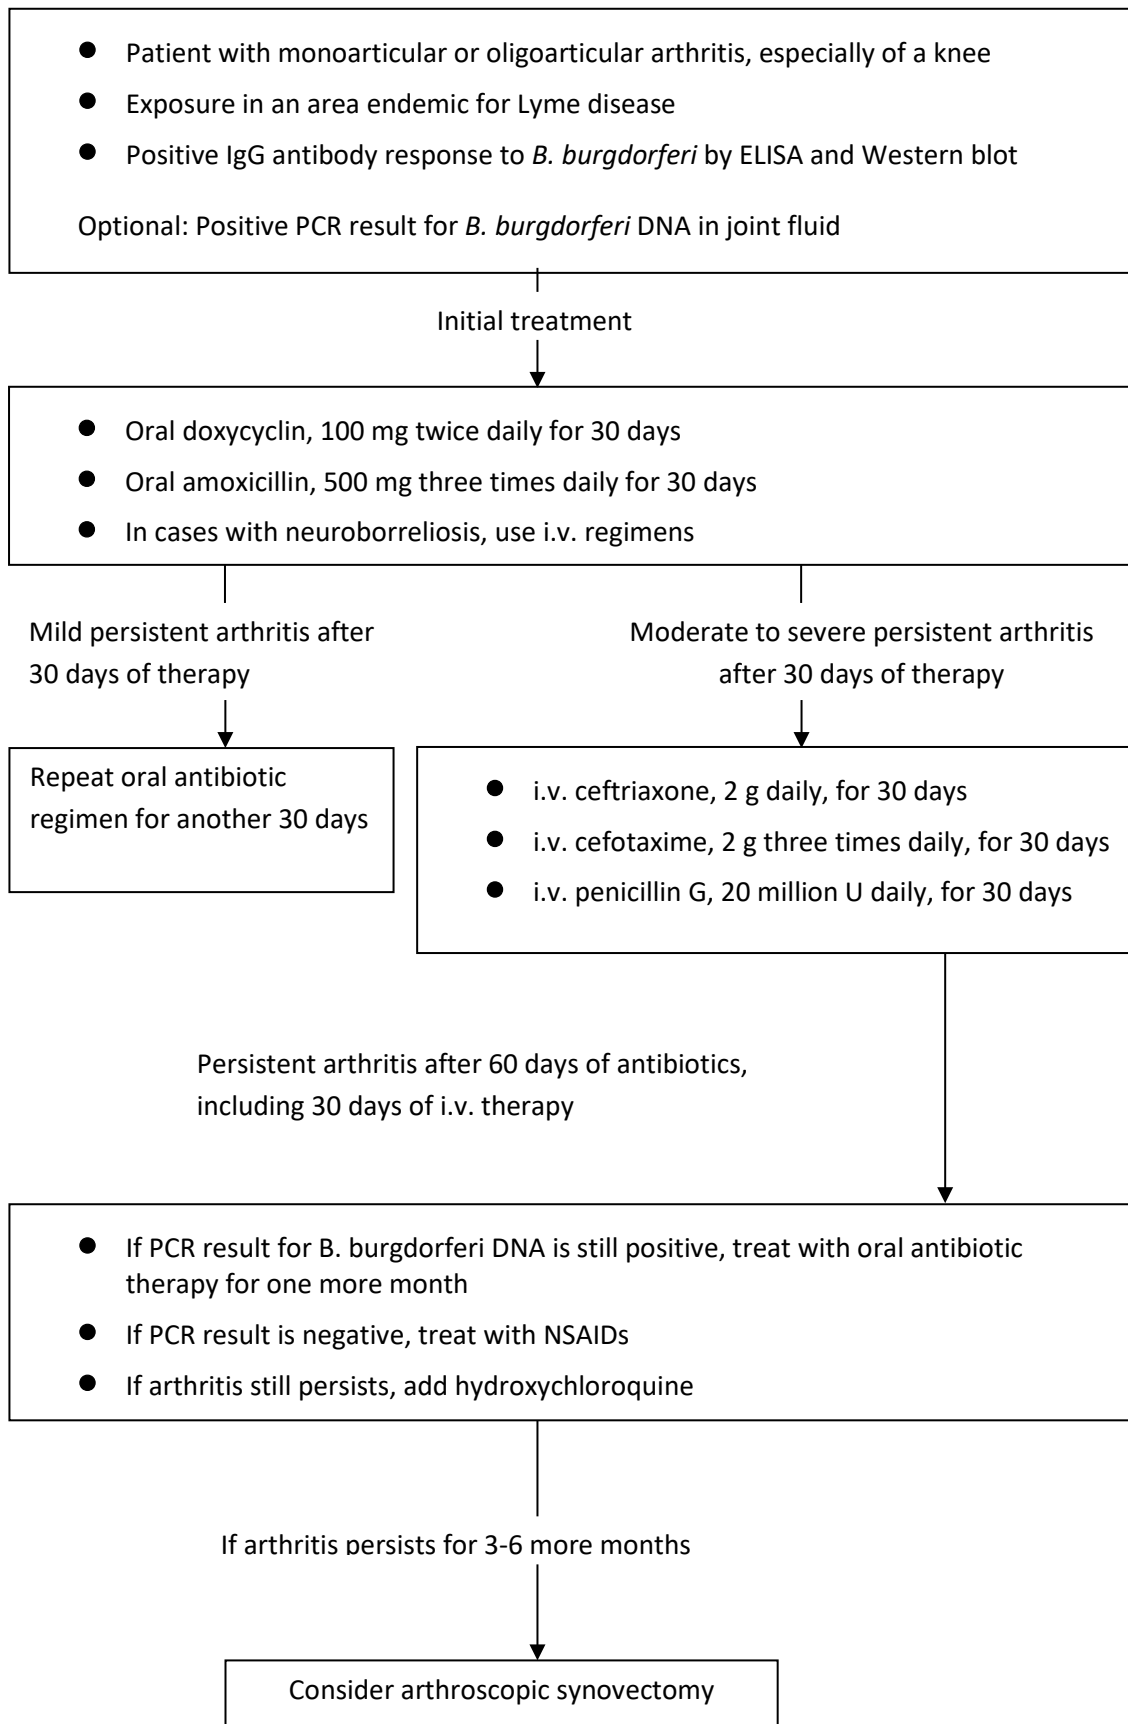 ● Patient with monoarticular or oligoarticular arthritis, especially of a knee
● Exposure in an area endemic for Lyme disease
● Positive IgG antibody response to B. burgdorferi by ELISA and Western blot
Optional: Positive PCR result for B. burgdorferi DNA in joint fluid
Initial treatment
● Oral doxycyclin, 100 mg twice daily for 30 days
● Oral amoxicillin, 500 mg three times daily for 30 days
● In cases with neuroborreliosis, use i.v. regimens
Mild persistent arthritis after
30 days of therapy
Moderate to severe persistent arthritis
after 30 days of therapy
Repeat oral antibiotic
regimen for another 30 days
● i.v. ceftriaxone, 2 g daily, for 30 days
● i.v. cefotaxime, 2 g three times daily, for 30 days
● i.v. penicillin G, 20 million U daily, for 30 days
Persistent arthritis after 60 days of antibiotics,
including 30 days of i.v. therapy
● If PCR result for B. burgdorferi DNA is still positive, treat with oral antibiotic
therapy for one more month
● If PCR result is negative, treat with NSAIDs
● If arthritis still persists, add hydroxychloroquine
If arthritis persists for 3-6 more months
Consider arthroscopic synovectomy